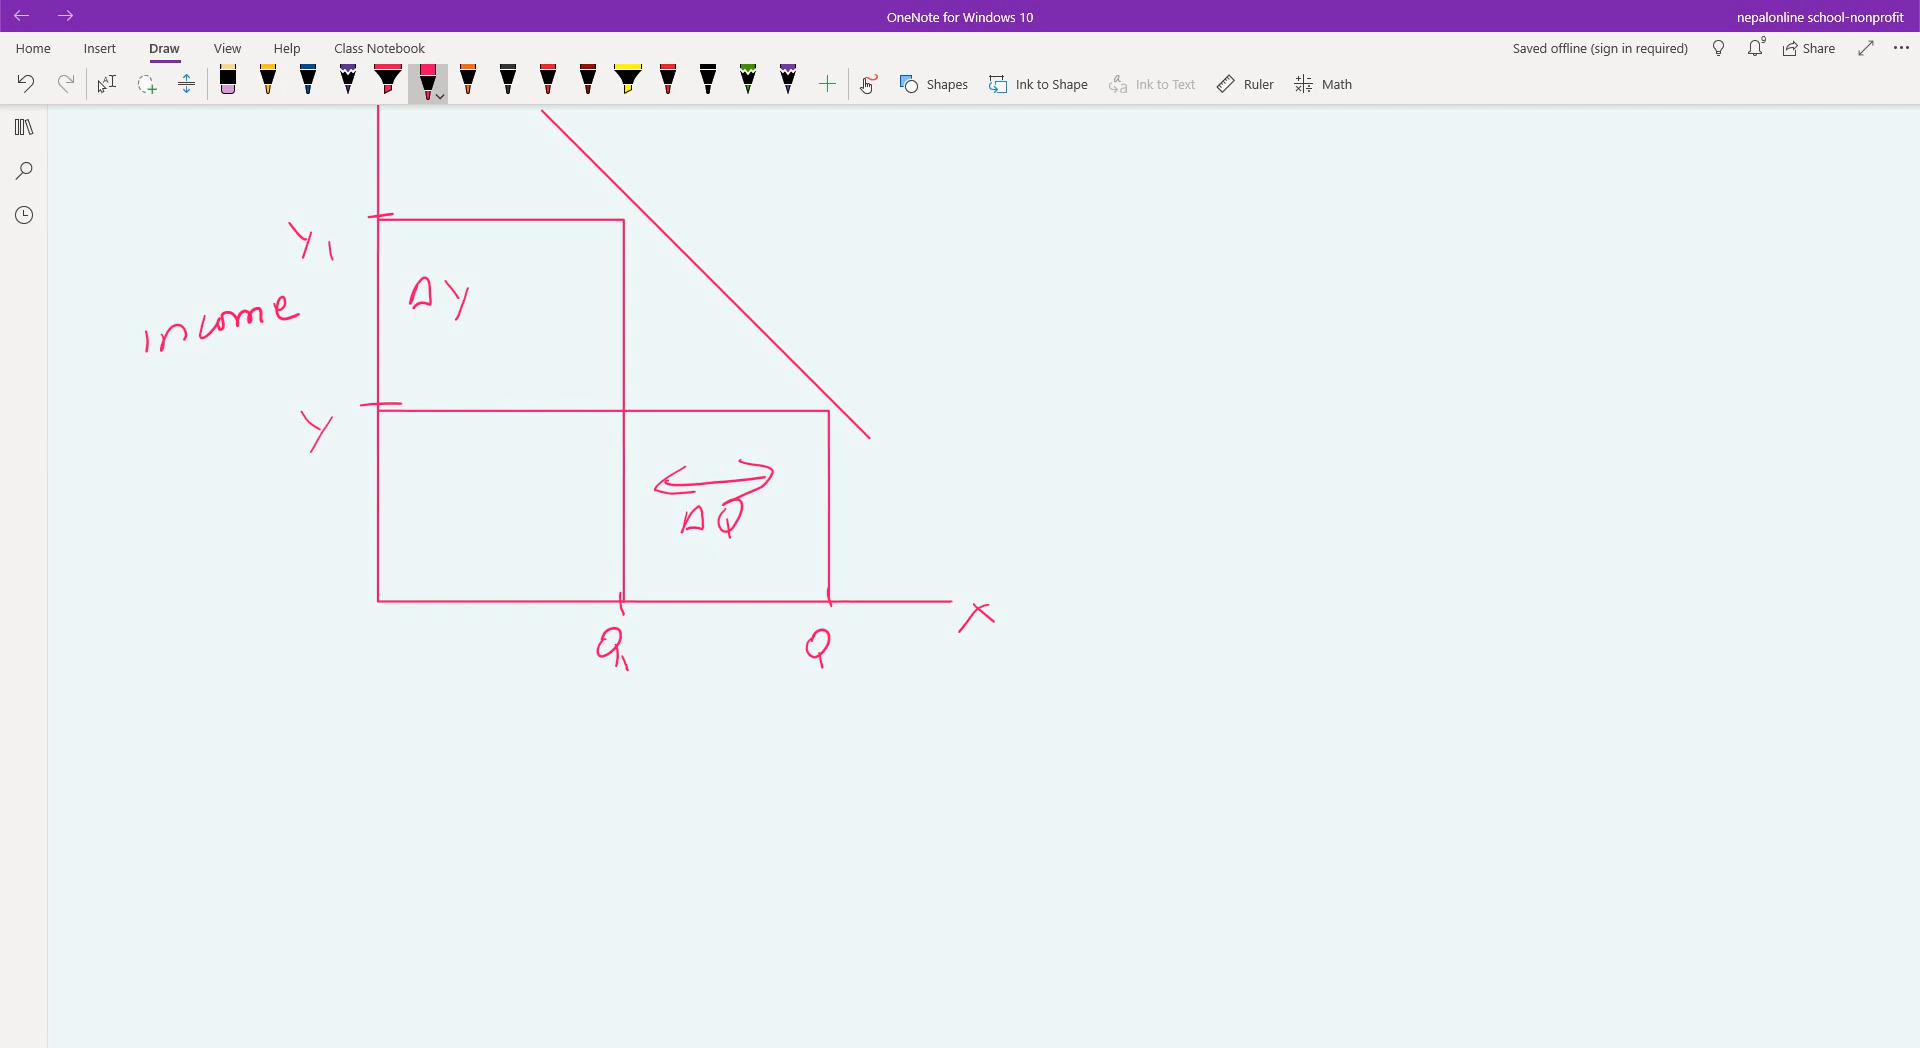 OneNote for Windows 10
nepalonline school-nonprofit
Home Insert Draw View Help Class Notebook
Saved offline (sign in required)
9
Share
Shapes
Ink to Shape
Ink to Text
Ruler
Math
Y1
ΔY
income
Y
ΔQ
X
Q1
Q